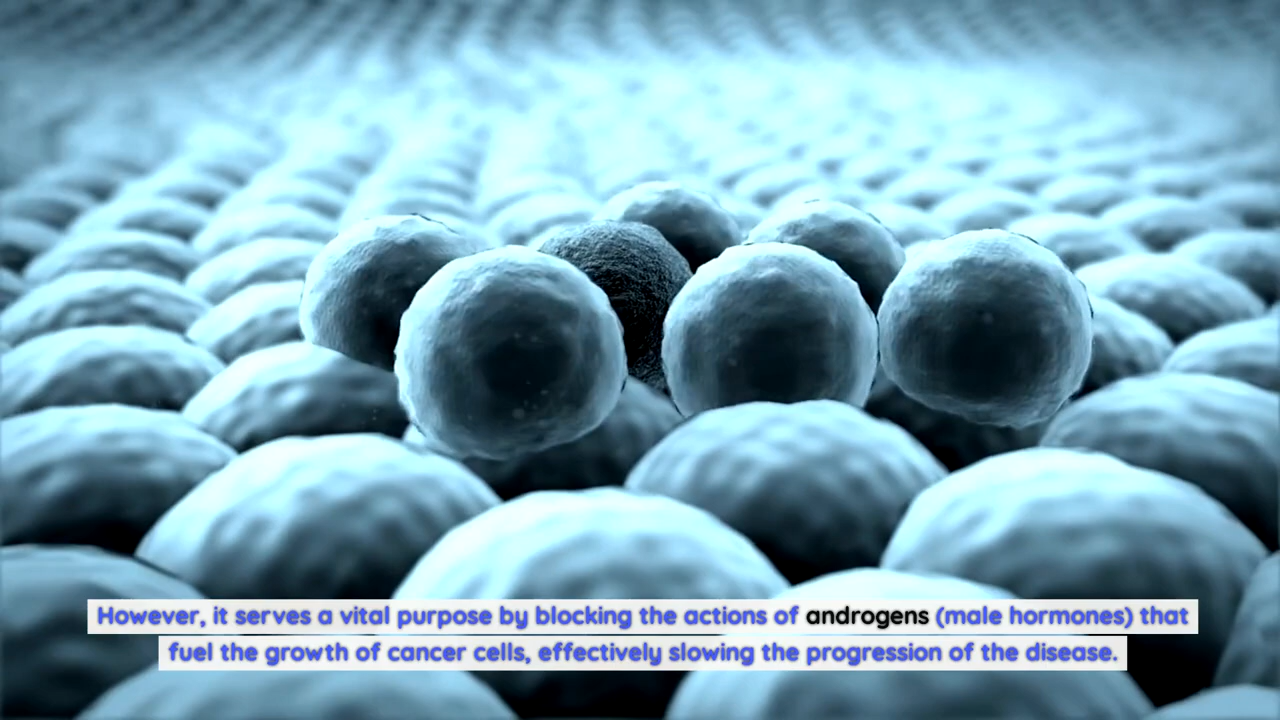 However, it serves a vital purpose by blocking the actions of androgens (male hormones) that
fuel the growth of cancer cells, effectively slowing the progression of the disease.